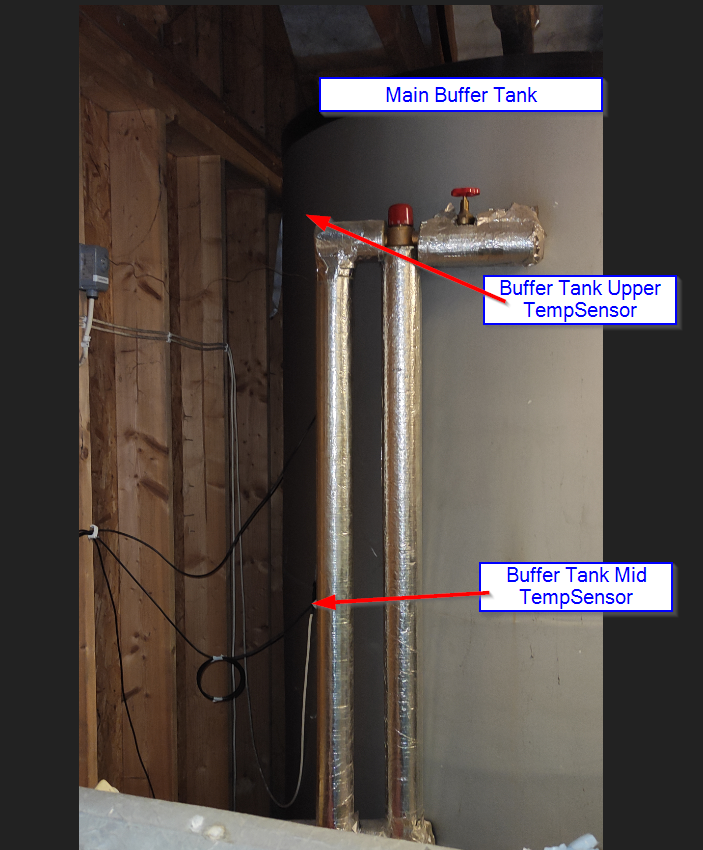 Main Buffer Tank
Buffer Tank Upper
TempSensor
Buffer Tank Mid
TempSensor